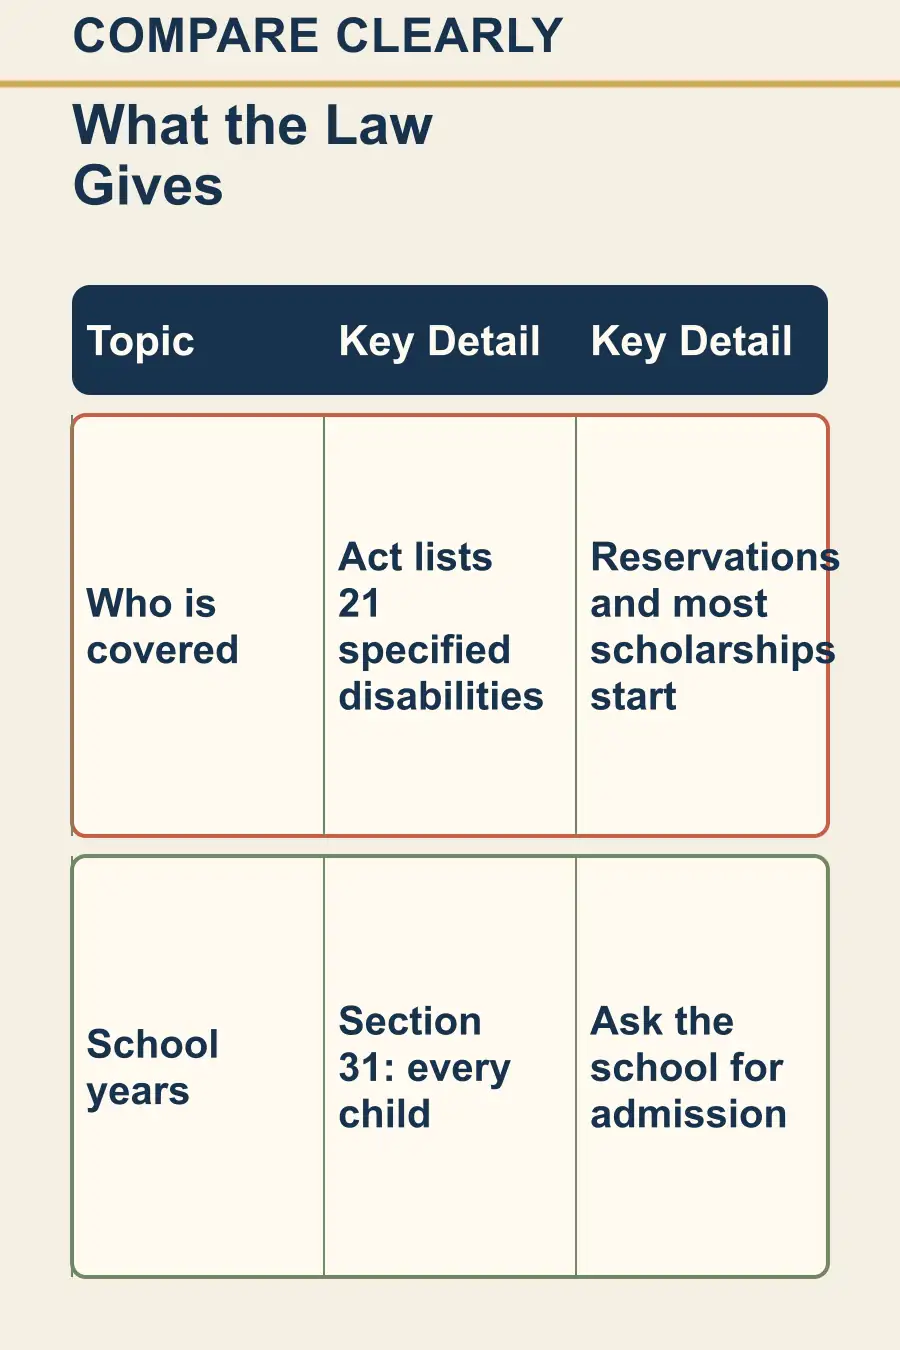 COMPARE CLEARLY
What the Law
Gives
Topic
Key Detail
Key Detail
Who is
covered
Act lists
21
specified
disabilities
Reservations
and most
scholarships
start
School
years
Section
31: every
child
Ask the
school for
admission